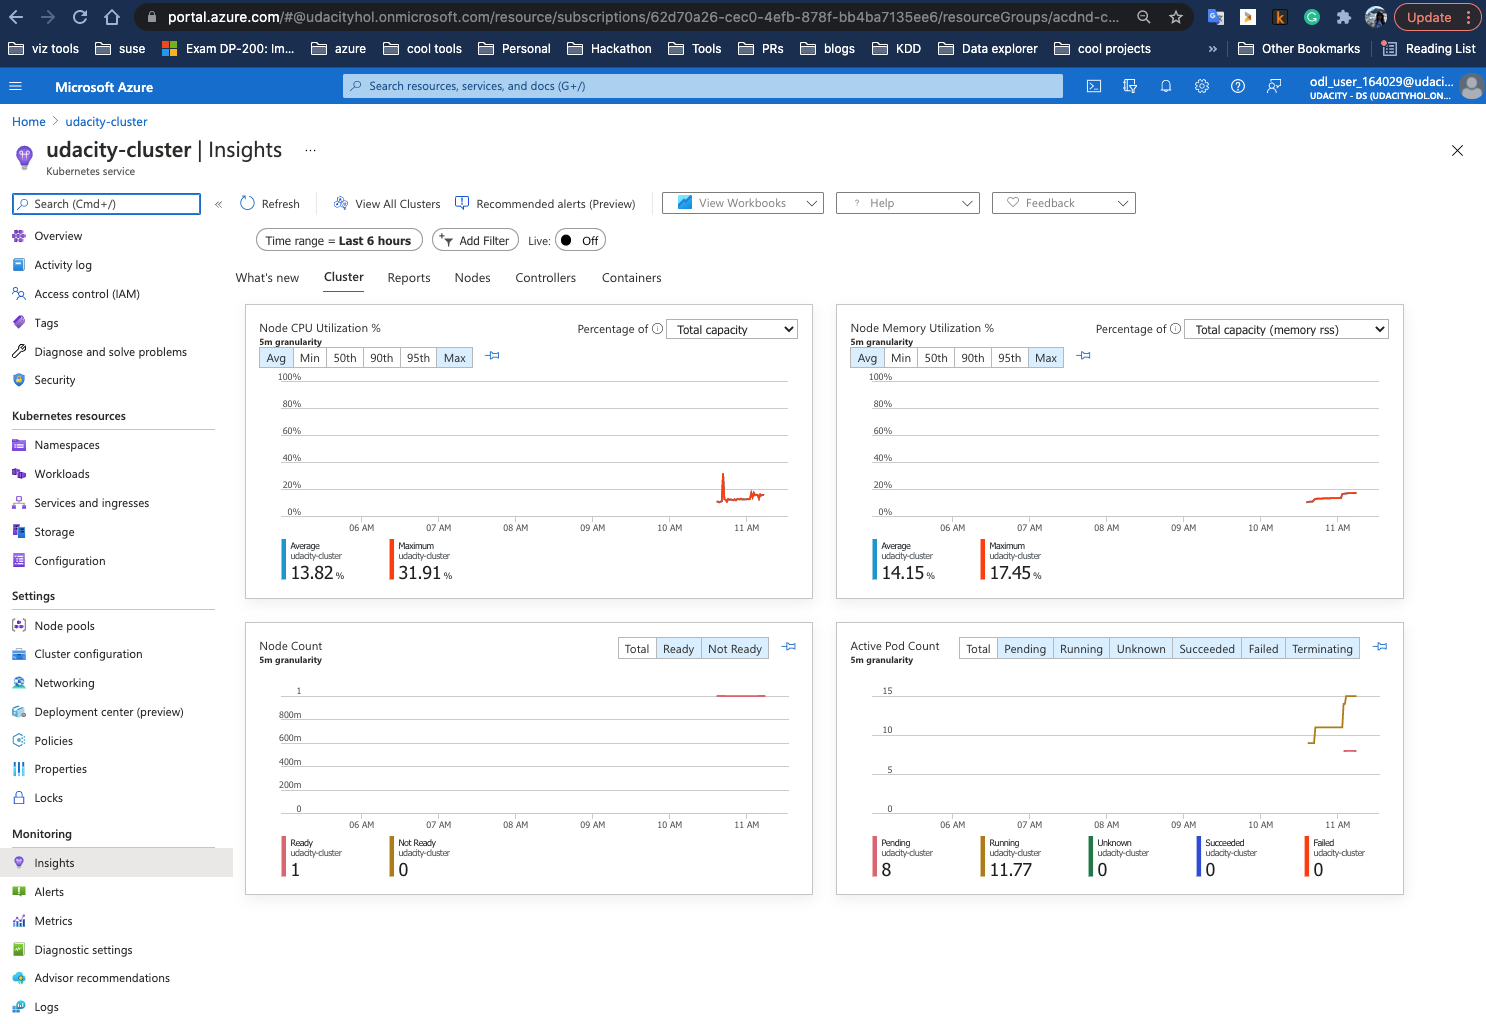 portal.azure.com/#@udacityhol.onmicrosoft.com/resource/subscriptions/62d70a26-cec0-4efb-878f-bb4ba7135ee6/resourceGroups/acdnd-c...
Update
viz tools
suse
Exam DP-200: Im...
azure
cool tools
Personal
Hackathon
Tools
PRs
blogs
KDD
Data explorer
cool projects
»
Other Bookmarks
Reading List
Microsoft Azure
Search resources, services, and docs (G+/)
odl_user_164029@udaci...
UDACITY - DS (UDACITYHOL.ON...
Home > udacity-cluster
udacity-cluster | Insights ...
Kubernetes service
Search (Cmd+/)
«
Refresh
View All Clusters
Recommended alerts (Preview)
View Workbooks
? Help
Feedback
Time range = Last 6 hours
Add Filter
Live: Off
What's new
Cluster
Reports
Nodes
Controllers
Containers
Overview
Activity log
Access control (IAM)
Tags
Diagnose and solve problems
Security
Kubernetes resources
Namespaces
Workloads
Services and ingresses
Storage
Configuration
Settings
Node pools
Cluster configuration
Networking
Deployment center (preview)
Policies
Properties
Locks
Monitoring
Insights
Alerts
Metrics
Diagnostic settings
Advisor recommendations
Logs
Node CPU Utilization %
5m granularity
Percentage of Total capacity
Avg Min 50th 90th 95th Max
100%
80%
60%
40%
20%
0%
06 AM 07 AM 08 AM 09 AM 10 AM 11 AM
Average
udacity-cluster
13.82 %
Maximum
udacity-cluster
31.91 %
Node Memory Utilization %
5m granularity
Percentage of Total capacity (memory rss)
Avg Min 50th 90th 95th Max
100%
80%
60%
40%
20%
0%
06 AM 07 AM 08 AM 09 AM 10 AM 11 AM
Average
udacity-cluster
14.15 %
Maximum
udacity-cluster
17.45 %
Node Count
5m granularity
Total Ready Not Ready
1
800m
600m
400m
200m
0
06 AM 07 AM 08 AM 09 AM 10 AM 11 AM
Ready
udacity-cluster
1
Not Ready
udacity-cluster
0
Active Pod Count
5m granularity
Total Pending Running Unknown Succeeded Failed Terminating
15
10
5
0
06 AM 07 AM 08 AM 09 AM 10 AM 11 AM
Pending
udacity-cluster
8
Running
udacity-cluster
11.77
Unknown
udacity-cluster
0
Succeeded
udacity-cluster
0
Failed
udacity-cluster
0